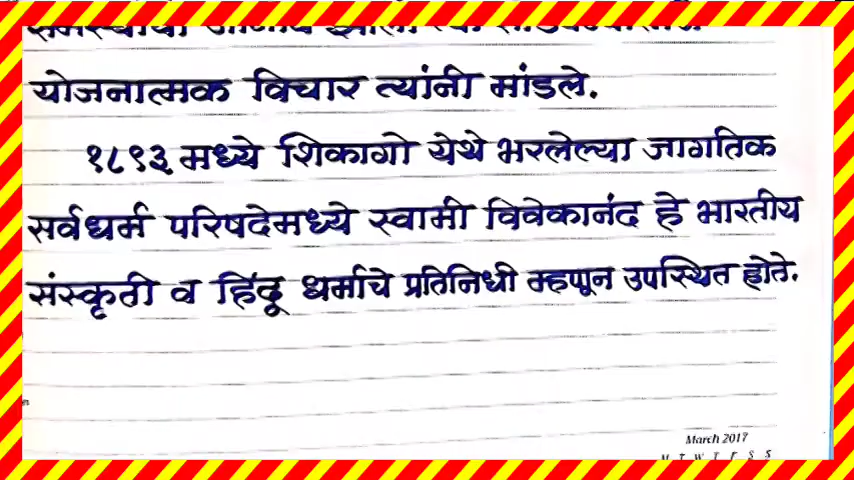 योजनात्मक विचार त्यांनी मांडले.
१८९३ मध्ये शिकागो येथे भरलेल्या जागतिक
सर्वधर्म परिषदेमध्ये स्वामी विवेकानंद हे भारतीय
संस्कृती व हिंदू धर्माचे प्रतिनिधी म्हणून उपस्थित होते.
March 2017
M T W T F S S